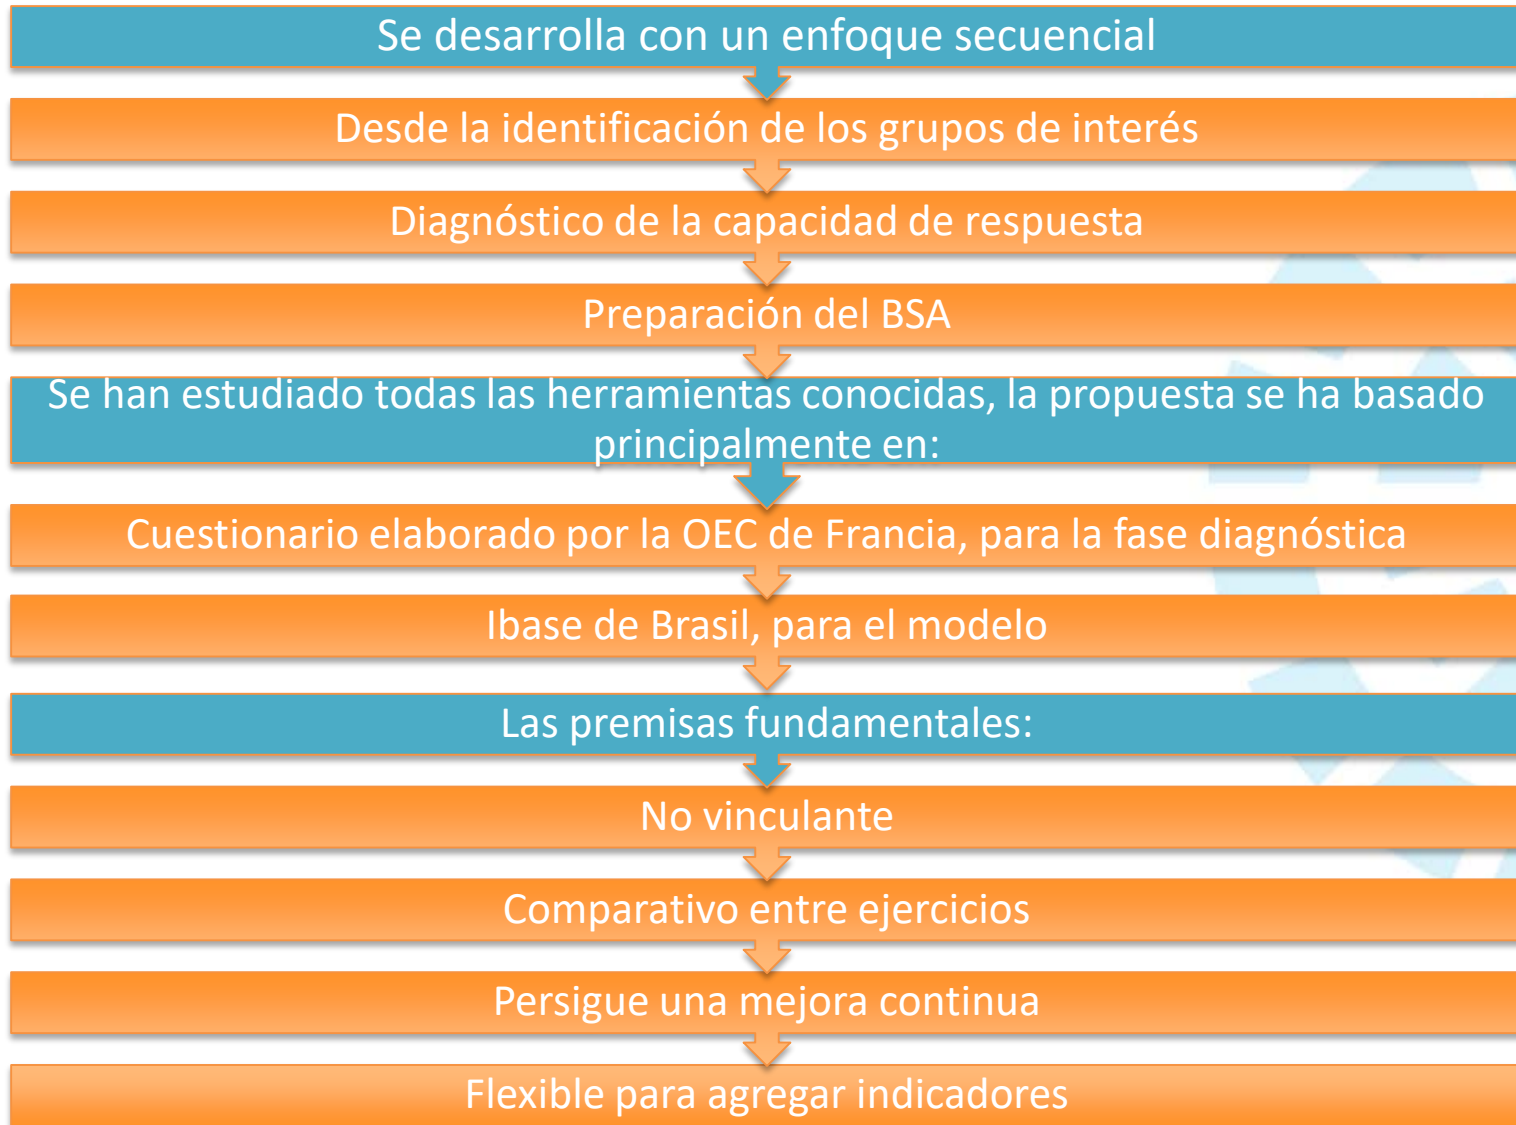 Se desarrolla con un enfoque secuencial
Desde la identificación de los grupos de interés
Diagnóstico de la capacidad de respuesta
Preparación del BSA
Se han estudiado todas las herramientas conocidas, la propuesta se ha basado
principalmente en:
Cuestionario elaborado por la OEC de Francia, para la fase diagnóstica
Ibase de Brasil, para el modelo
Las premisas fundamentales:
No vinculante
Comparativo entre ejercicios
Persigue una mejora continua
Flexible para agregar indicadores